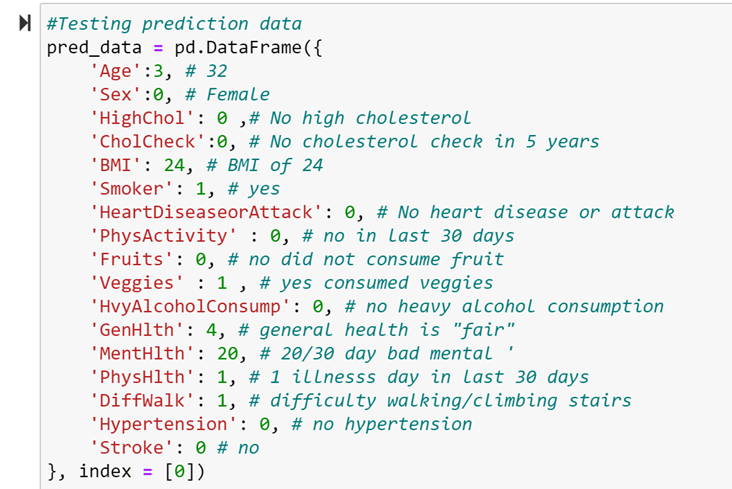 #Testing prediction data
pred_data = pd.DataFrame({
    'Age':3, # 32
    'Sex':0, # Female
    'HighChol': 0 ,# No high cholesterol
    'CholCheck':0, # No cholesterol check in 5 years
    'BMI': 24, # BMI of 24
    'Smoker': 1, # yes
    'HeartDiseaseorAttack': 0, # No heart disease or attack
    'PhysActivity' : 0, # no in last 30 days
    'Fruits': 0, # no did not consume fruit
    'Veggies' : 1 , # yes consumed veggies
    'HvyAlcoholConsump': 0, # no heavy alcohol consumption
    'GenHlth': 4, # general health is "fair"
    'MentHlth': 20, # 20/30 day bad mental '
    'PhysHlth': 1, # 1 illnesss day in last 30 days
    'DiffWalk': 1, # difficulty walking/climbing stairs
    'Hypertension': 0, # no hypertension
    'Stroke': 0 # no
}, index = [0])